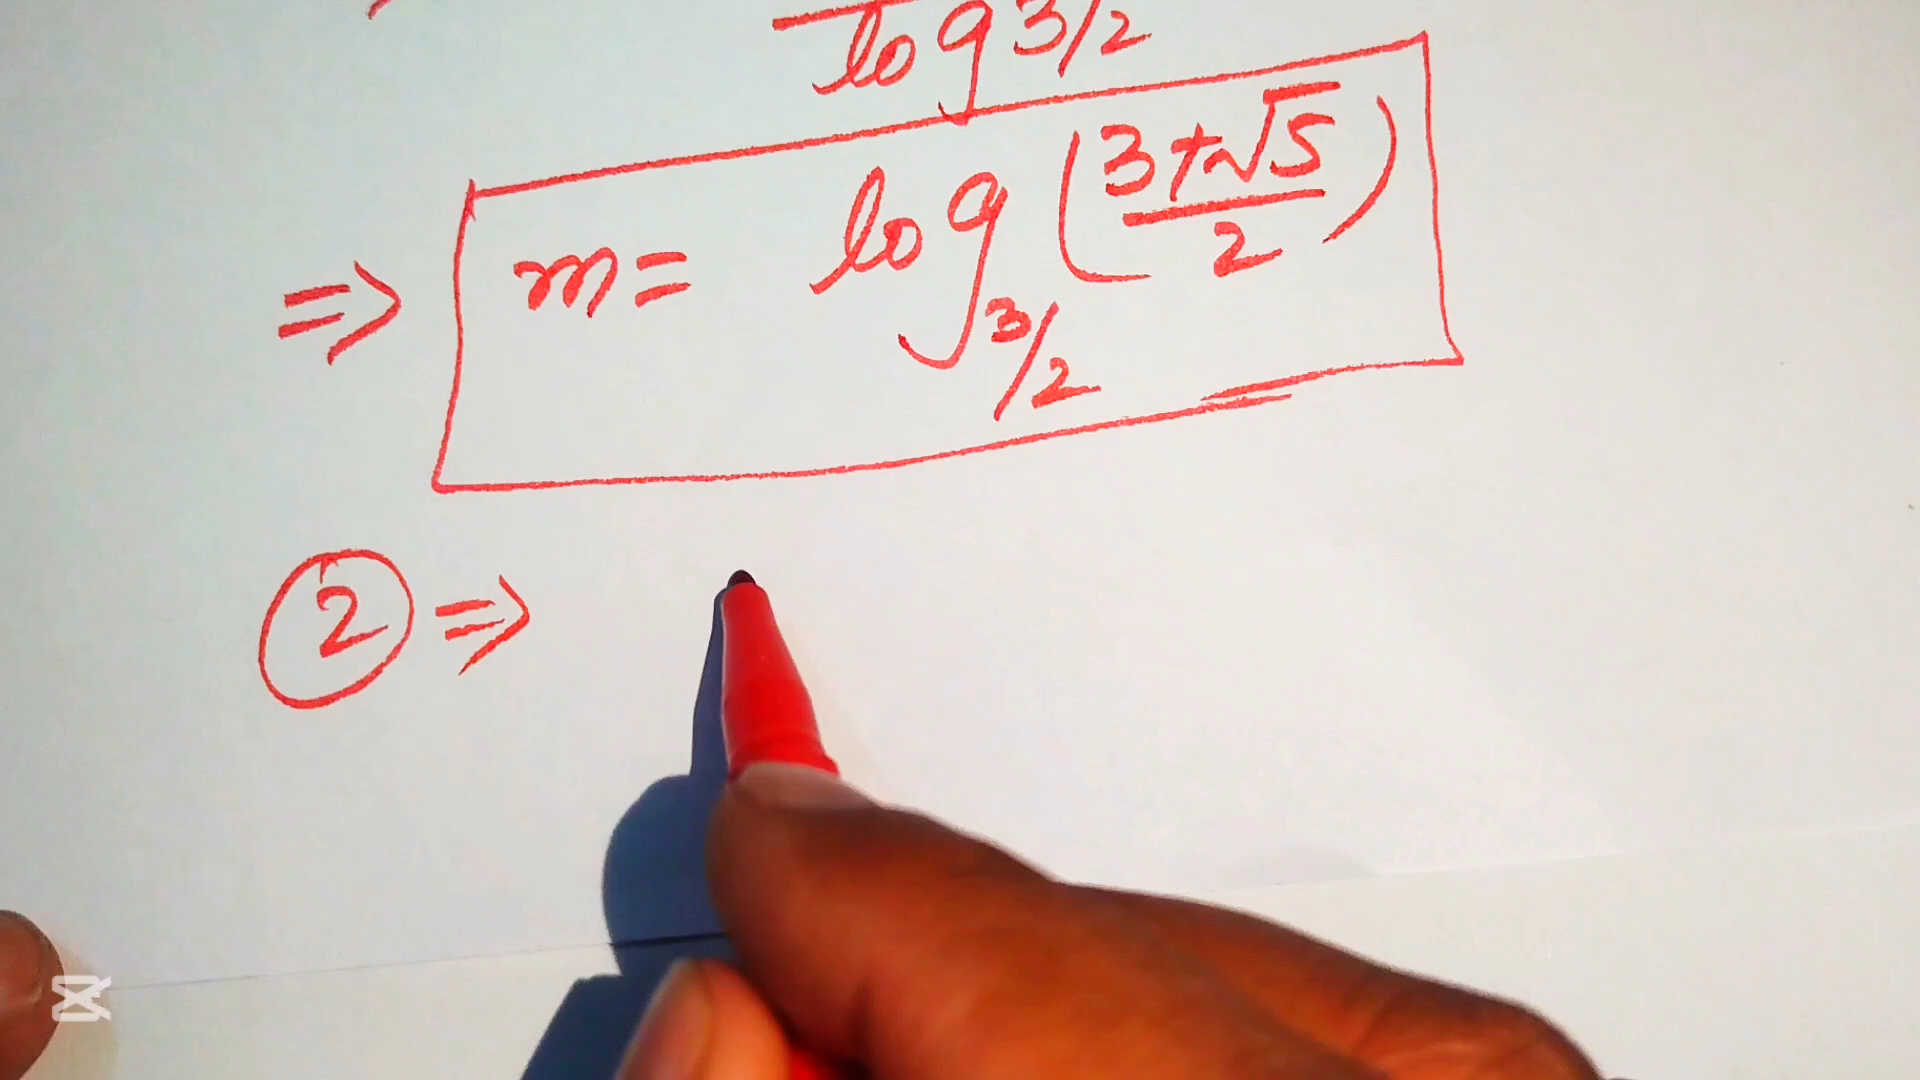 log 3/2
=> m = log_{3/2} ((3+√5)/2)
② =>